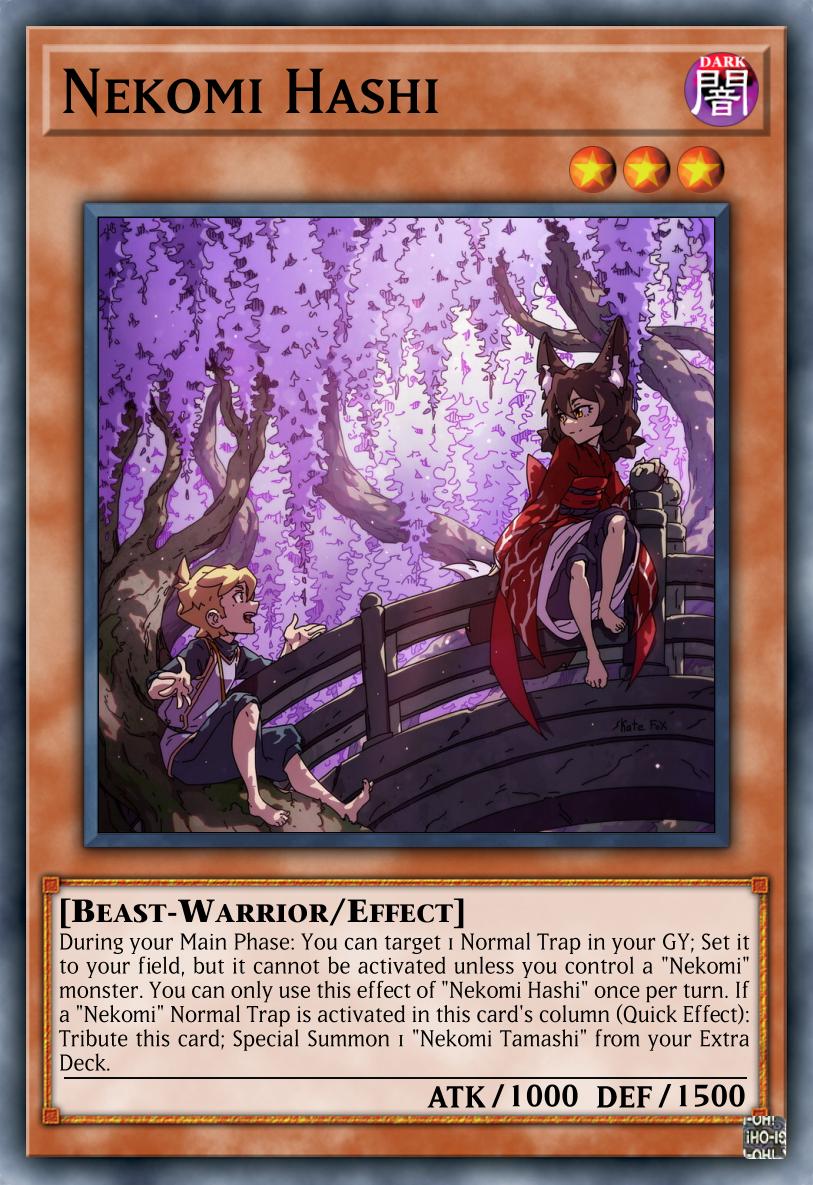 Nekomi Hashi
DARK
闇
Kate Fox
[Beast-Warrior/Effect]
During your Main Phase: You can target 1 Normal Trap in your GY; Set it
to your field, but it cannot be activated unless you control a "Nekomi"
monster. You can only use this effect of "Nekomi Hashi" once per turn. If
a "Nekomi" Normal Trap is activated in this card's column (Quick Effect):
Tribute this card; Special Summon 1 "Nekomi Tamashi" from your Extra
Deck.
ATK/1000 DEF/1500